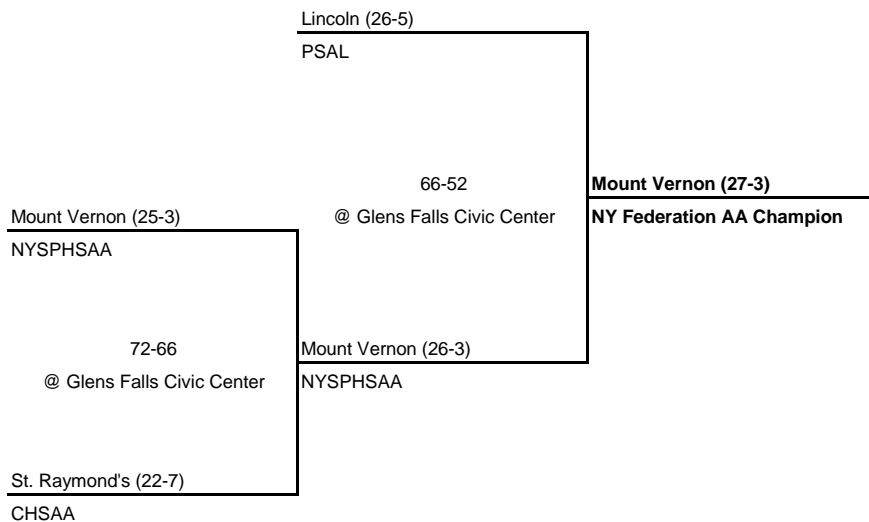 Lincoln (26-5)
PSAL
66-52
Mount Vernon (27-3)
Mount Vernon (25-3)
@ Glens Falls Civic Center
NY Federation AA Champion
NYSPHSAA
72-66
Mount Vernon (26-3)
@ Glens Falls Civic Center
NYSPHSAA
St. Raymond's (22-7)
CHSAA